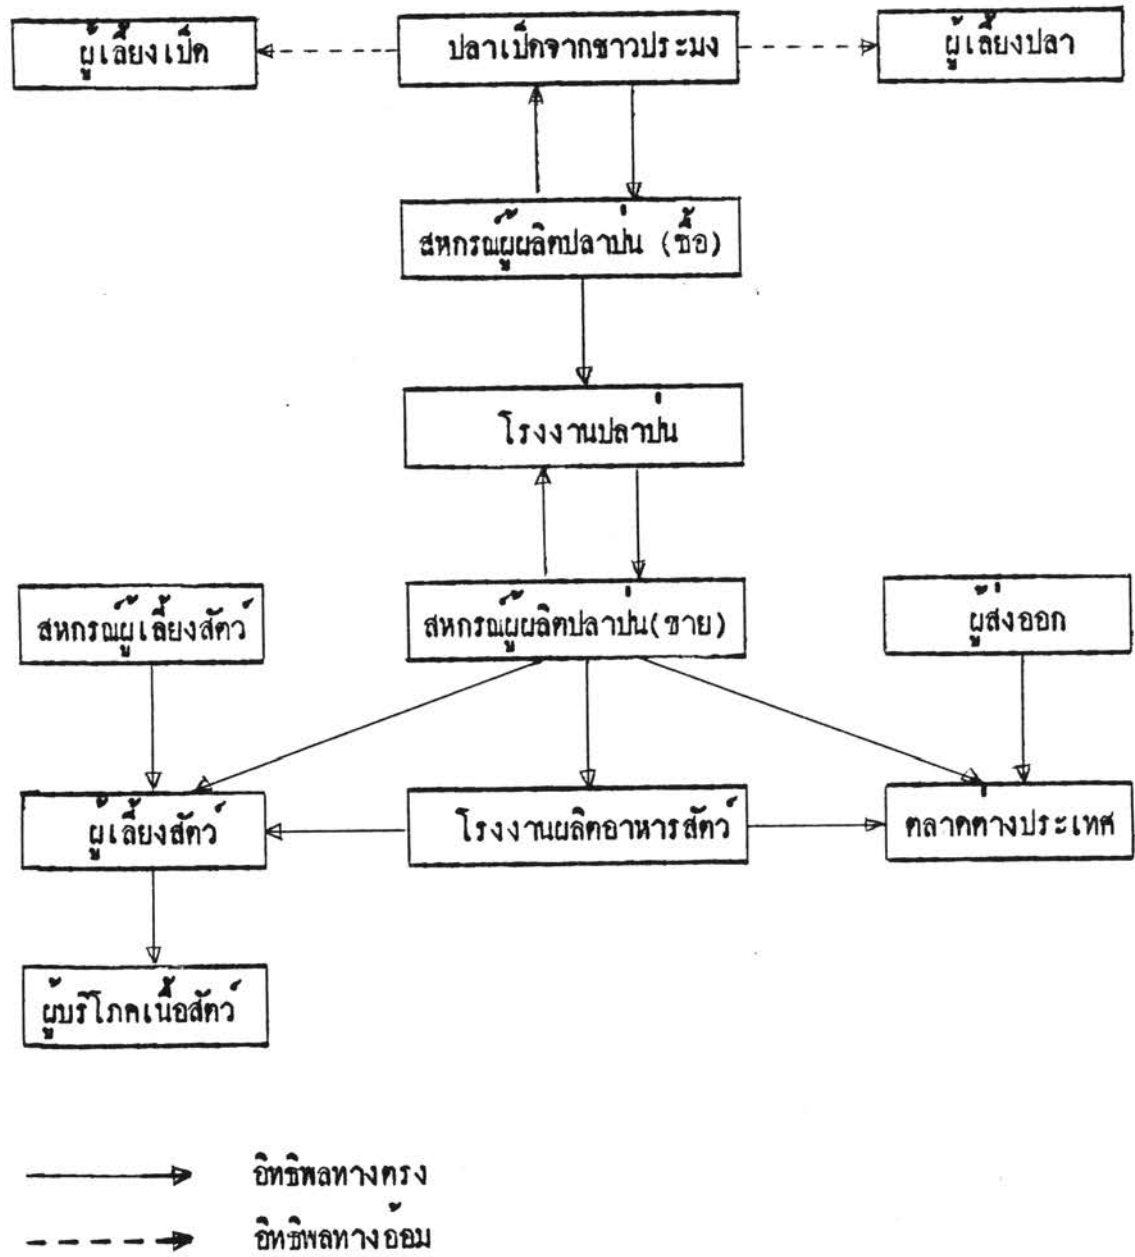 ผู้เลี้ยงเป็ด
ปลาเป็ดจากชาวประมง
ผู้เลี้ยงปลา
สหกรณ์ผู้ผลิตปลาป่น (ซื้อ)
โรงงานปลาป่น
สหกรณ์ผู้เลี้ยงสัตว์
สหกรณ์ผู้ผลิตปลาป่น(ขาย)
ผู้ส่งออก
ผู้เลี้ยงสัตว์
โรงงานผลิตอาหารสัตว์
ตลาดต่างประเทศ
ผู้บริโภคเนื้อสัตว์
อิทธิพลทางตรง
อิทธิพลทางอ้อม